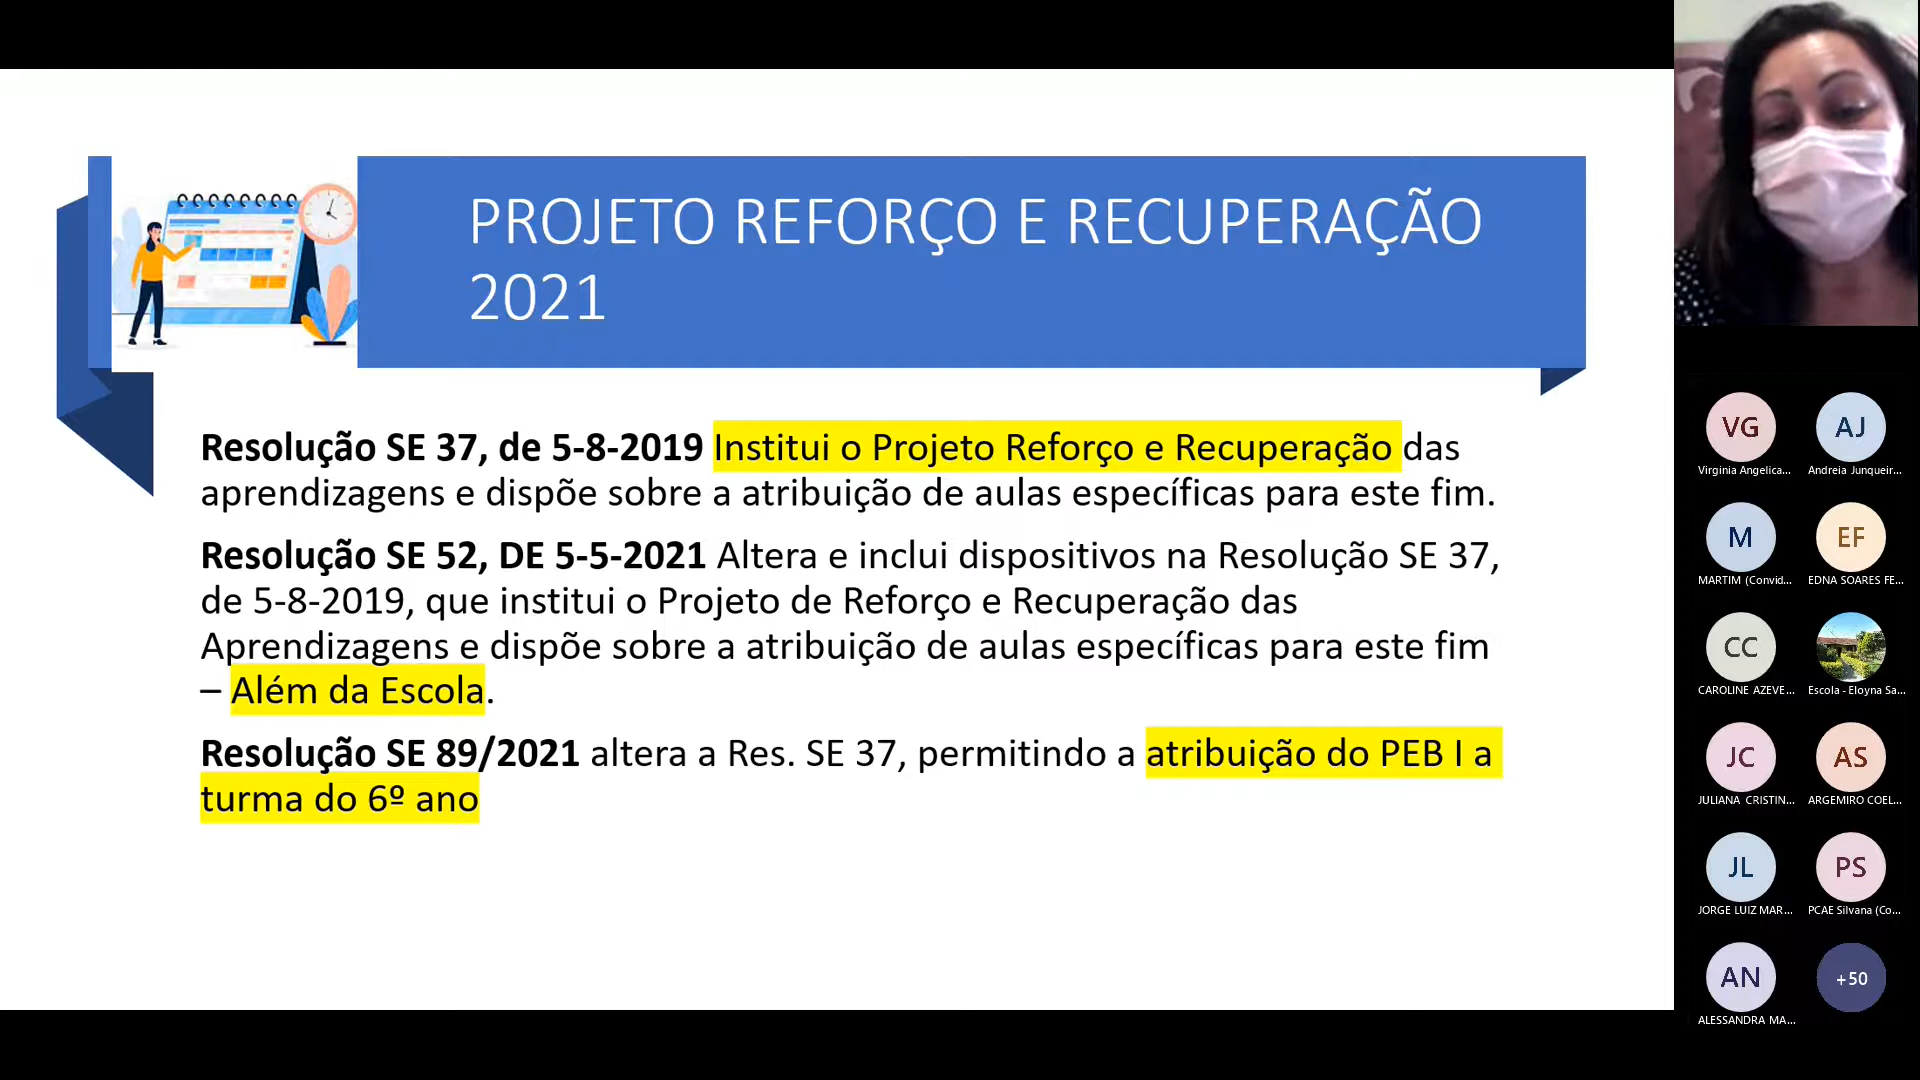 PROJETO REFORÇO E RECUPERAÇÃO
2021
Resolução SE 37, de 5-8-2019 Institui o Projeto Reforço e Recuperação das
aprendizagens e dispõe sobre a atribuição de aulas específicas para este fim.
Resolução SE 52, DE 5-5-2021 Altera e inclui dispositivos na Resolução SE 37,
de 5-8-2019, que institui o Projeto de Reforço e Recuperação das
Aprendizagens e dispõe sobre a atribuição de aulas específicas para este fim
– Além da Escola.
Resolução SE 89/2021 altera a Res. SE 37, permitindo a atribuição do PEB I a
turma do 6º ano
VG
AJ
Virginia Angelica...
Andreia Junqueir...
M
EF
MARTIM (Convid...
EDNA SOARES FE...
CC
CAROLINE AZEVE...
Escola - Eloyna Sa...
JC
AS
JULIANA CRISTIN...
ARGEMIRO COEL...
JL
PS
JORGE LUIZ MAR...
PCAE Silvana (Co...
AN
+50
ALESSANDRA MA...